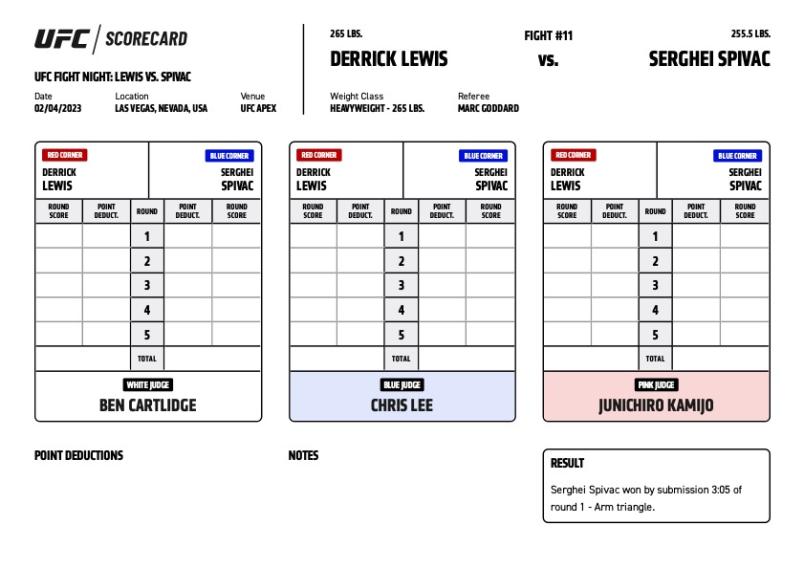 UFC SCORECARD
UFC FIGHT NIGHT: LEWIS VS. SPIVAC
Date Location Venue
02/04/2023 LAS VEGAS, NEVADA, USA UFC APEX
265 LBS. FIGHT #11 255.5 LBS.
DERRICK LEWIS VS. SERGHEI SPIVAC
Weight Class Referee
HEAVYWEIGHT - 265 LBS. MARC GODDARD
RED CORNER BLUE CORNER
DERRICK SERGHEI
LEWIS SPIVAC
ROUND POINT ROUND POINT ROUND
SCORE DEDUCT. DEDUCT. SCORE
1
2
3
4
5
TOTAL
WHITE JUDGE
BEN CARTLIDGE
RED CORNER BLUE CORNER
DERRICK SERGHEI
LEWIS SPIVAC
ROUND POINT ROUND POINT ROUND
SCORE DEDUCT. DEDUCT. SCORE
1
2
3
4
5
TOTAL
BLUE JUDGE
CHRIS LEE
RED CORNER BLUE CORNER
DERRICK SERGHEI
LEWIS SPIVAC
ROUND POINT ROUND POINT ROUND
SCORE DEDUCT. DEDUCT. SCORE
1
2
3
4
5
TOTAL
PINK JUDGE
JUNICHIRO KAMIJO
POINT DEDUCTIONS
NOTES
RESULT
Serghei Spivac won by submission 3:05 of
round 1 - Arm triangle.